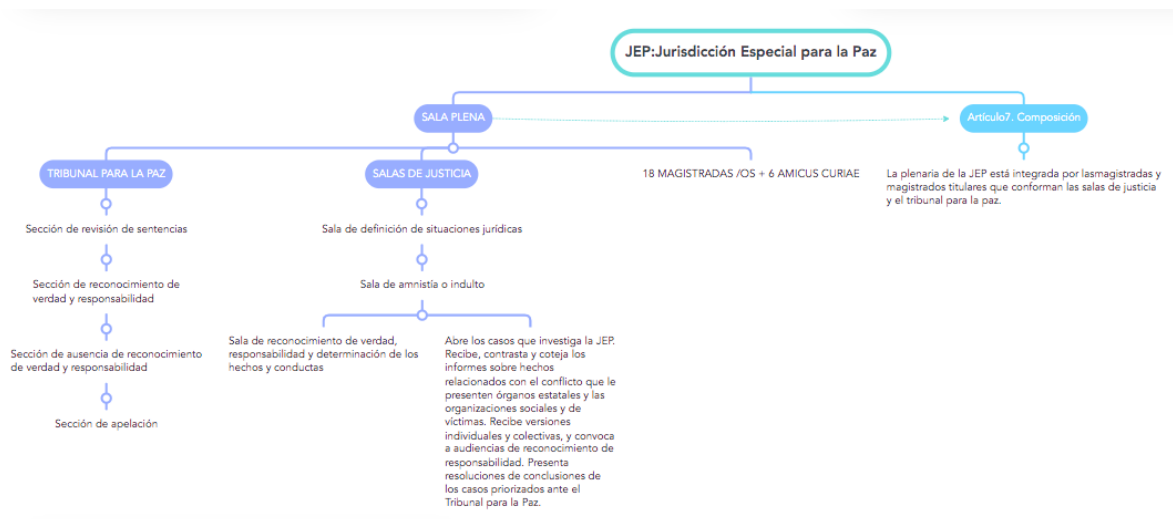 JEP:Jurisdicción Especial para la Paz
SALA PLENA
Artículo7. Composición
TRIBUNAL PARA LA PAZ
SALAS DE JUSTICIA
18 MAGISTRADAS /OS + 6 AMICUS CURIAE
La plenaria de la JEP está integrada por lasmagistradas y
magistrados titulares que conforman las salas de justicia
y el tribunal para la paz.
Sección de revisión de sentencias
Sección de reconocimiento de
verdad y responsabilidad
Sección de ausencia de reconocimiento
de verdad y responsabilidad
Sección de apelación
Sala de definición de situaciones jurídicas
Sala de amnistía o indulto
Sala de reconocimiento de verdad,
responsabilidad y determinación de los
hechos y conductas
Abre los casos que investiga la JEP.
Recibe, contrasta y coteja los
informes sobre hechos
relacionados con el conflicto que le
presenten órganos estatales y las
organizaciones sociales y de
víctimas. Recibe versiones
individuales y colectivas, y convoca
a audiencias de reconocimiento de
responsabilidad. Presenta
resoluciones de conclusiones de
los casos priorizados ante el
Tribunal para la Paz.